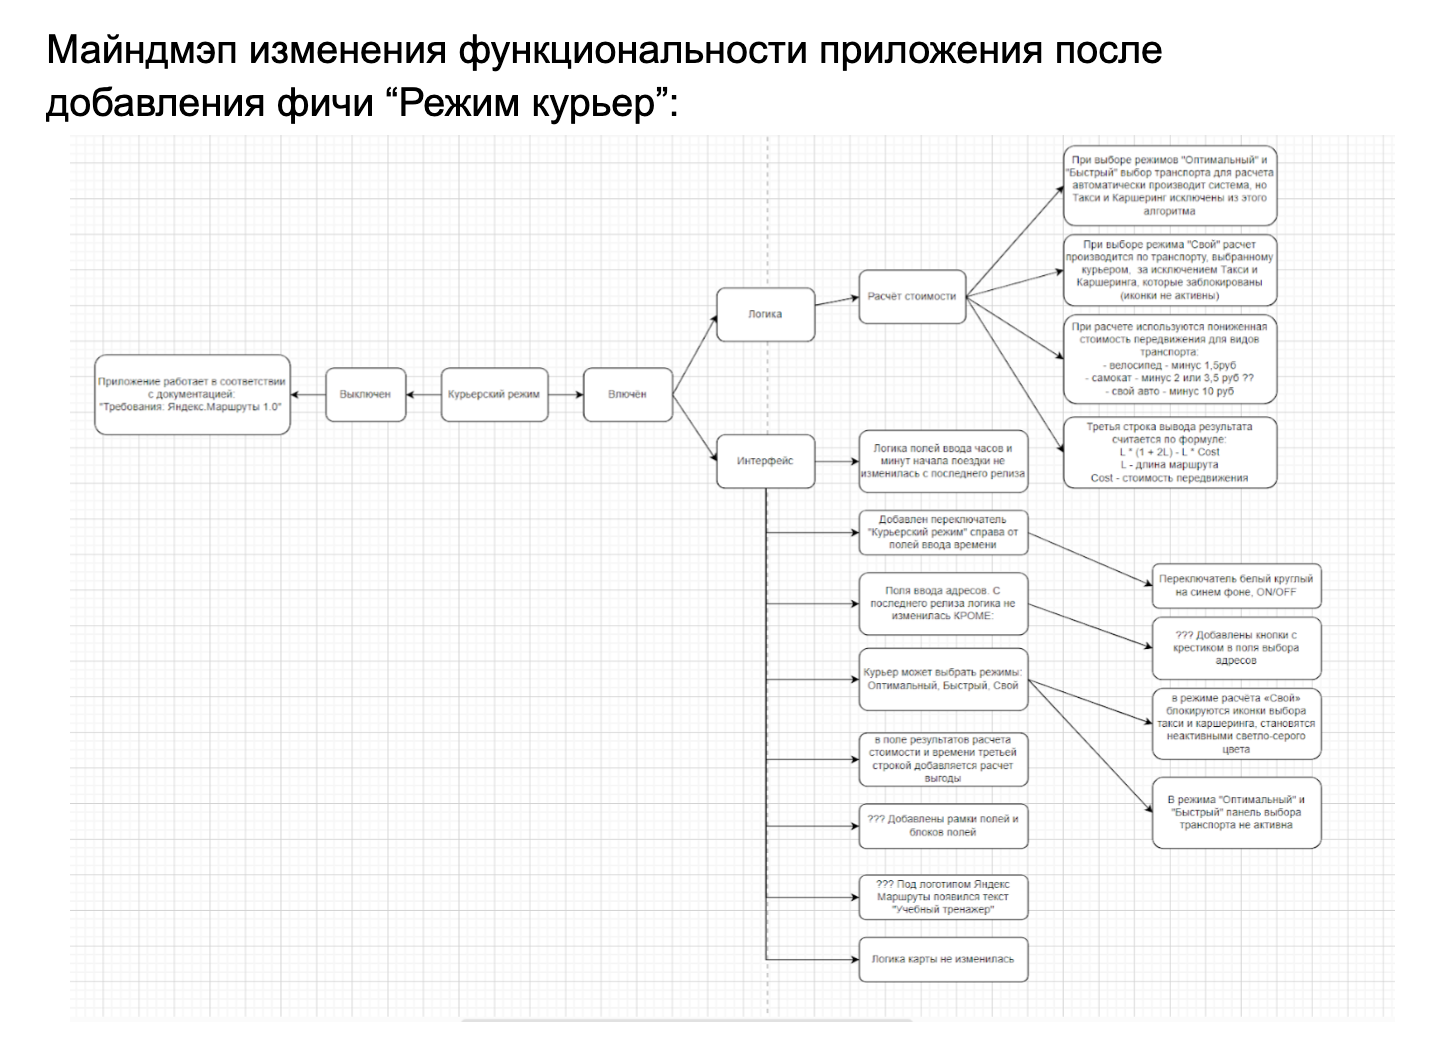 Майндмэп изменения функциональности приложения после
добавления фичи “Режим курьер”:
При выборе режимов "Оптимальный" и
"Быстрый" выбор транспорта для расчета
автоматически производит система, но
Такси и Каршеринг исключены из этого
алгоритма
При выборе режима "Свой" расчет
производится по транспорту, выбранному
курьером, за исключением Такси и
Каршеринга, которые заблокированы
(иконки не активны)
Расчёт стоимости
Логика
При расчете используются пониженная
стоимость передвижения для видов
транспорта:
- велосипед - минус 1,5руб
- самокат - минус 2 или 3,5 руб ??
- свой авто - минус 10 руб
Приложение работает в соответствии
с документацией:
"Требования: Яндекс.Маршруты 1.0"
Выключен
Курьерский режим
Влючён
Третья строка вывода результата
считается по формуле:
L * (1 + 2L) - L * Cost
L - длина маршрута
Cost - стоимость передвижения
Интерфейс
Логика полей ввода часов и
минут начала поездки не
изменилась с последнего релиза
Добавлен переключатель
"Курьерский режим" справа от
полей ввода времени
Переключатель белый круглый
на синем фоне, ON/OFF
Поля ввода адресов. С
последнего релиза логика не
изменилась КРОМЕ:
??? Добавлены кнопки с
крестиком в поля выбора
адресов
Курьер может выбрать режимы:
Оптимальный, Быстрый, Свой
в режиме расчёта «Свой»
блокируются иконки выбора
такси и каршеринга, становятся
неактивными светло-серого
цвета
в поле результатов расчета
стоимости и времени третьей
строкой добавляется расчет
выгоды
В режима "Оптимальный" и
"Быстрый" панель выбора
транспорта не активна
??? Добавлены рамки полей и
блоков полей
??? Под логотипом Яндекс
Маршруты появился текст
"Учебный тренажер"
Логика карты не изменилась